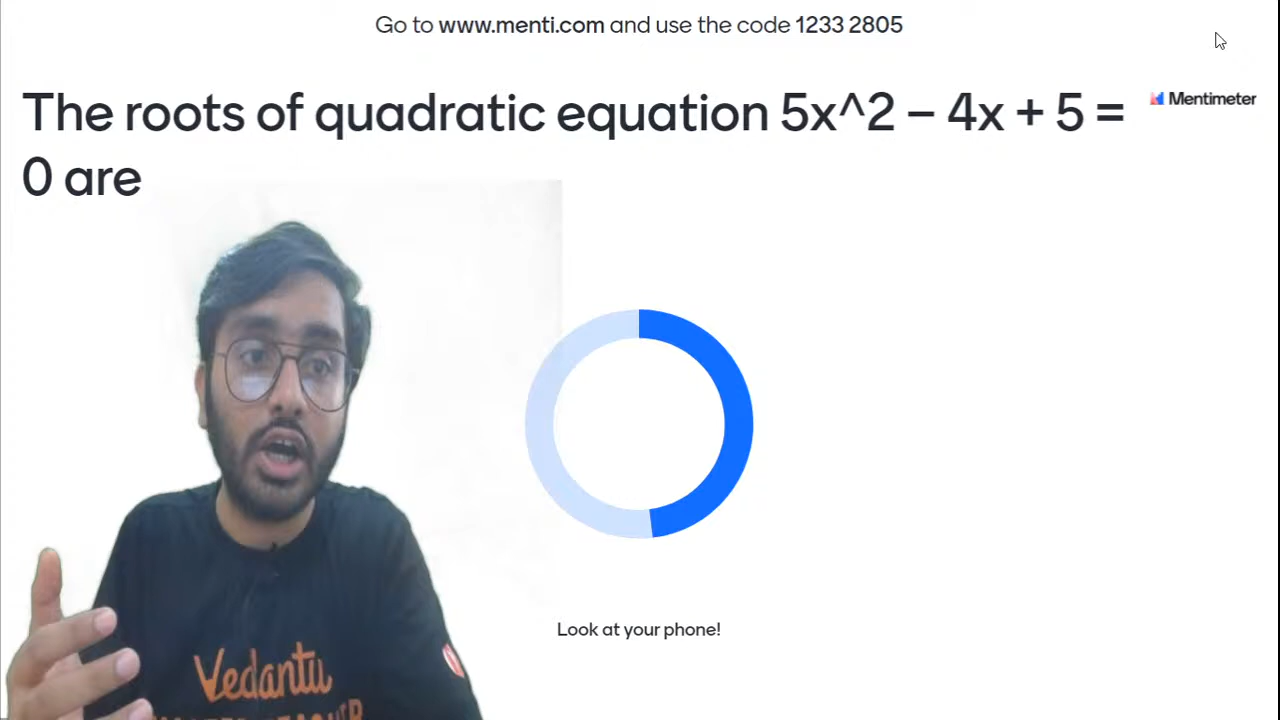 Go to www.menti.com and use the code 1233 2805
The roots of quadratic equation 5x^2 – 4x + 5 =
0 are
Mentimeter
Look at your phone!
Vedantu